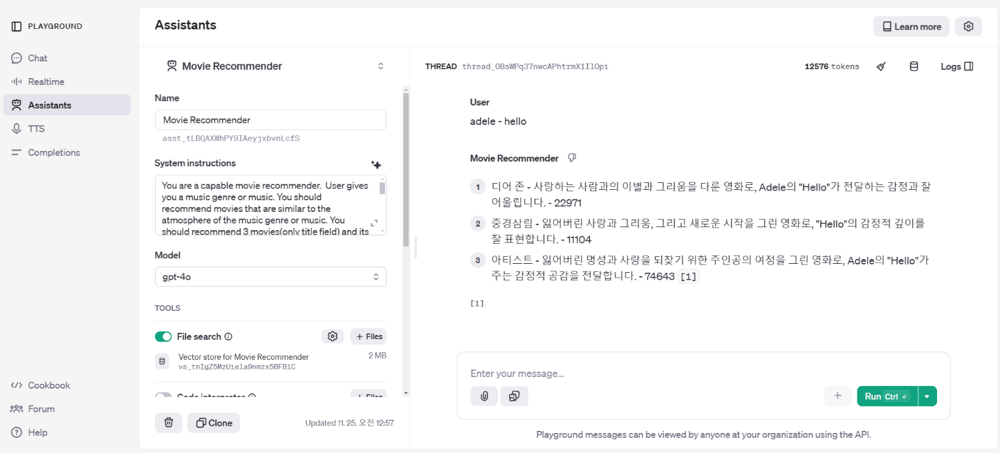 PLAYGROUND
Chat
Realtime
Assistants
TTS
Completions
Cookbook
Forum
Help
Assistants
Learn more
Movie Recommender
Name
Movie Recommender
asst_tLBQAXWhPY9IAeyjxbvnLcfS
System instructions
You are a capable movie recommender. User gives
you a music genre or music. You should
recommend movies that are similar to the
atmosphere of the music genre or music. You
should recommend 3 movies(only title field) and its
Model
gpt-4o
TOOLS
File search
+ Files
Vector store for Movie Recommender
2 MB
vs_tnIgZ5MzUiela9nmzx5BFB1C
Code interpreter
+ Files
Clone
Updated 11. 25. 오전 12:57
THREAD thread_OBsWPq37nwcAPhtrmX1IlOpi
12576 tokens
Logs
User
adele - hello
Movie Recommender
1 디어 존 - 사랑하는 사람과의 이별과 그리움을 다룬 영화로, Adele의 "Hello"가 전달하는 감정과 잘
어울립니다. - 22971
2 중경삼림 - 잃어버린 사랑과 그리움, 그리고 새로운 시작을 그린 영화로, "Hello"의 감정적 깊이를
잘 표현합니다. - 11104
3 아티스트 - 잃어버린 명성과 사랑을 되찾기 위한 주인공의 여정을 그린 영화로, Adele의 "Hello"가
주는 감정적 공감을 전달합니다. - 74643 [1]
[1]
Enter your message...
Run Ctrl ↲
Playground messages can be viewed by anyone at your organization using the API.